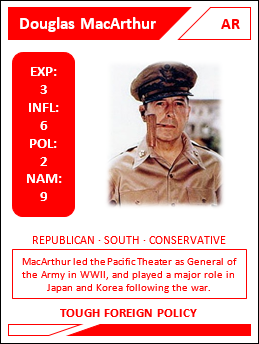 Douglas MacArthur AR
EXP:
3
INFL:
6
POL:
2
NAM:
9
REPUBLICAN · SOUTH · CONSERVATIVE
MacArthur led the Pacific Theater as General of
the Army in WWII, and played a major role in
Japan and Korea following the war.
TOUGH FOREIGN POLICY